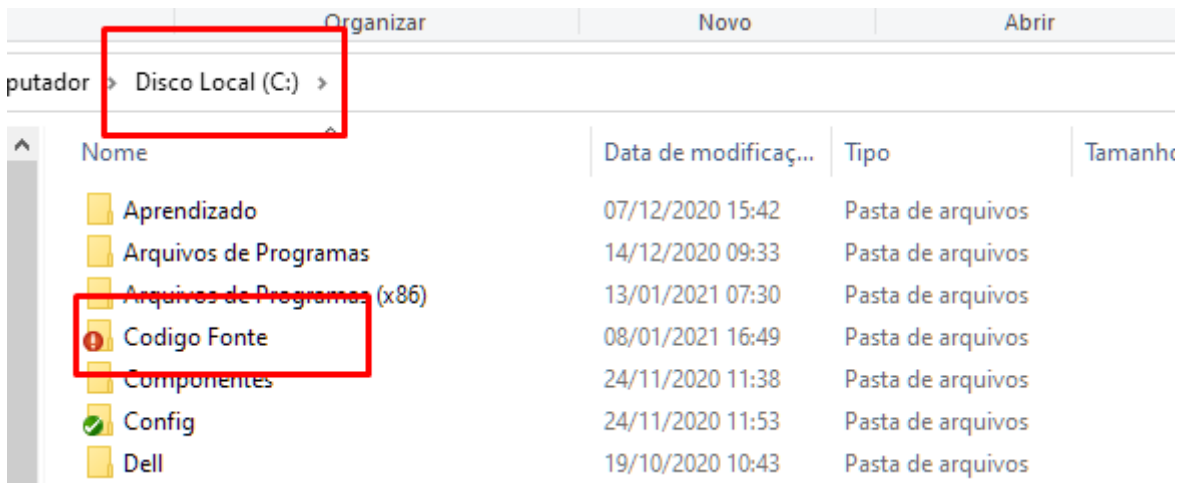 Organizar Novo Abrir
putador > Disco Local (C:) >
Nome Data de modificaç... Tipo Tamanho
Aprendizado 07/12/2020 15:42 Pasta de arquivos
Arquivos de Programas 14/12/2020 09:33 Pasta de arquivos
Arquivos de Programas (x86) 13/01/2021 07:30 Pasta de arquivos
Codigo Fonte 08/01/2021 16:49 Pasta de arquivos
Componentes 24/11/2020 11:38 Pasta de arquivos
Config 24/11/2020 11:53 Pasta de arquivos
Dell 19/10/2020 10:43 Pasta de arquivos